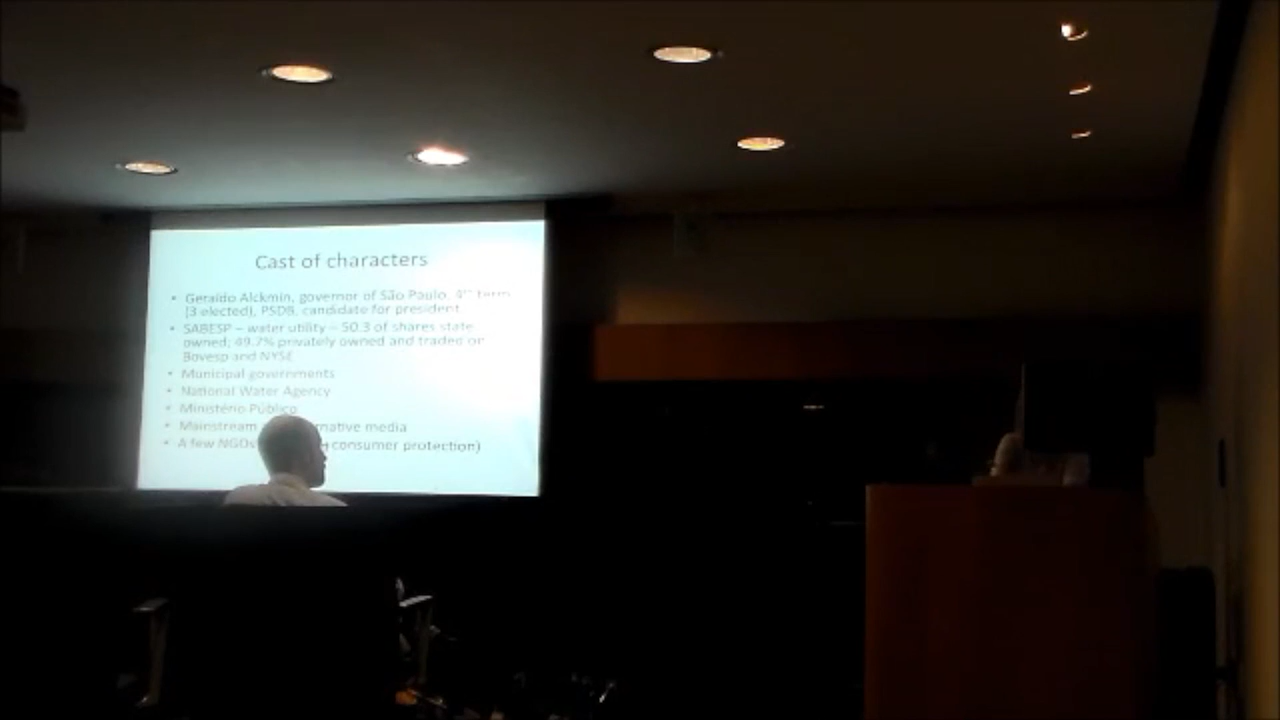 Cast of characters
• Geraldo Alckmin, governor of São Paulo, 4th term
(3 elected), PSDB, candidate for president
• SABESP – water utility – 50.3 of shares state
owned; 49.7% privately owned and traded on
Bovesp and NYSE
• Municipal governments
• National Water Agency
• Ministério Público
• Mainstream native media
• A few NGOs consumer protection)